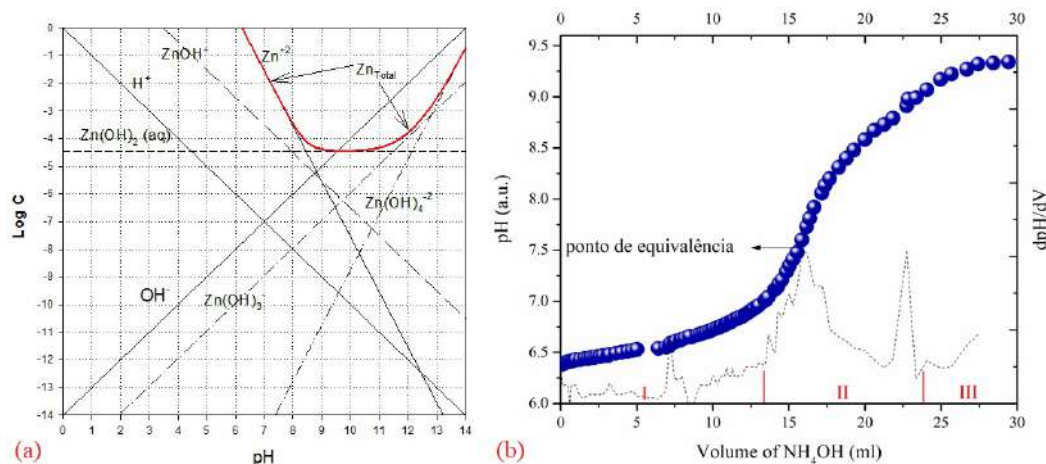 0
-1
-2
-3
-4
-5
-6
-7
-8
-9
-10
-11
-12
-13
-14
Log C
0 1 2 3 4 5 6 7 8 9 10 11 12 13 14
pH
ZnOH⁺
Zn⁺²
H⁺
Zn_Total
Zn(OH)₂ (aq)
Zn(OH)₄⁻²
OH⁻
Zn(OH)₃⁻
(a)
0 5 10 15 20 25 30
9.5
9.0
8.5
8.0
7.5
7.0
6.5
6.0
pH (a.u.)
ponto de equivalência
I II III
0 5 10 15 20 25 30
Volume of NH₄OH (ml)
dpH/dV
(b)